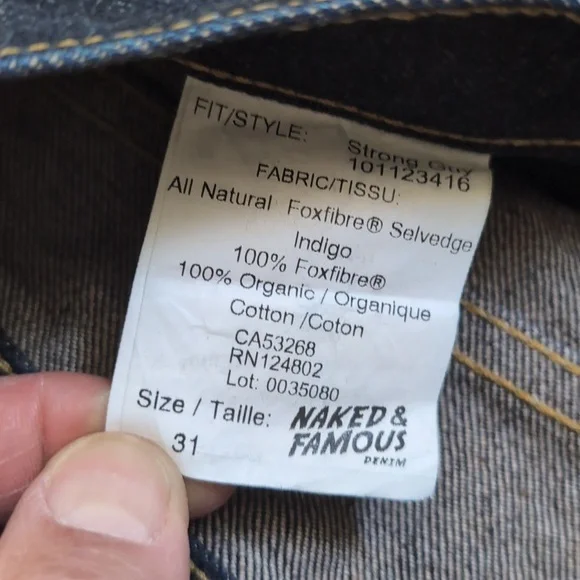 FIT/STYLE: Strong Guy
101123416
FABRIC/TISSU:
All Natural Foxfibre® Selvedge
Indigo
100% Foxfibre®
100% Organic / Organique
Cotton /Coton
CA53268
RN124802
Lot: 0035080
Size / Taille:
31
NAKED &
FAMOUS
DENIM